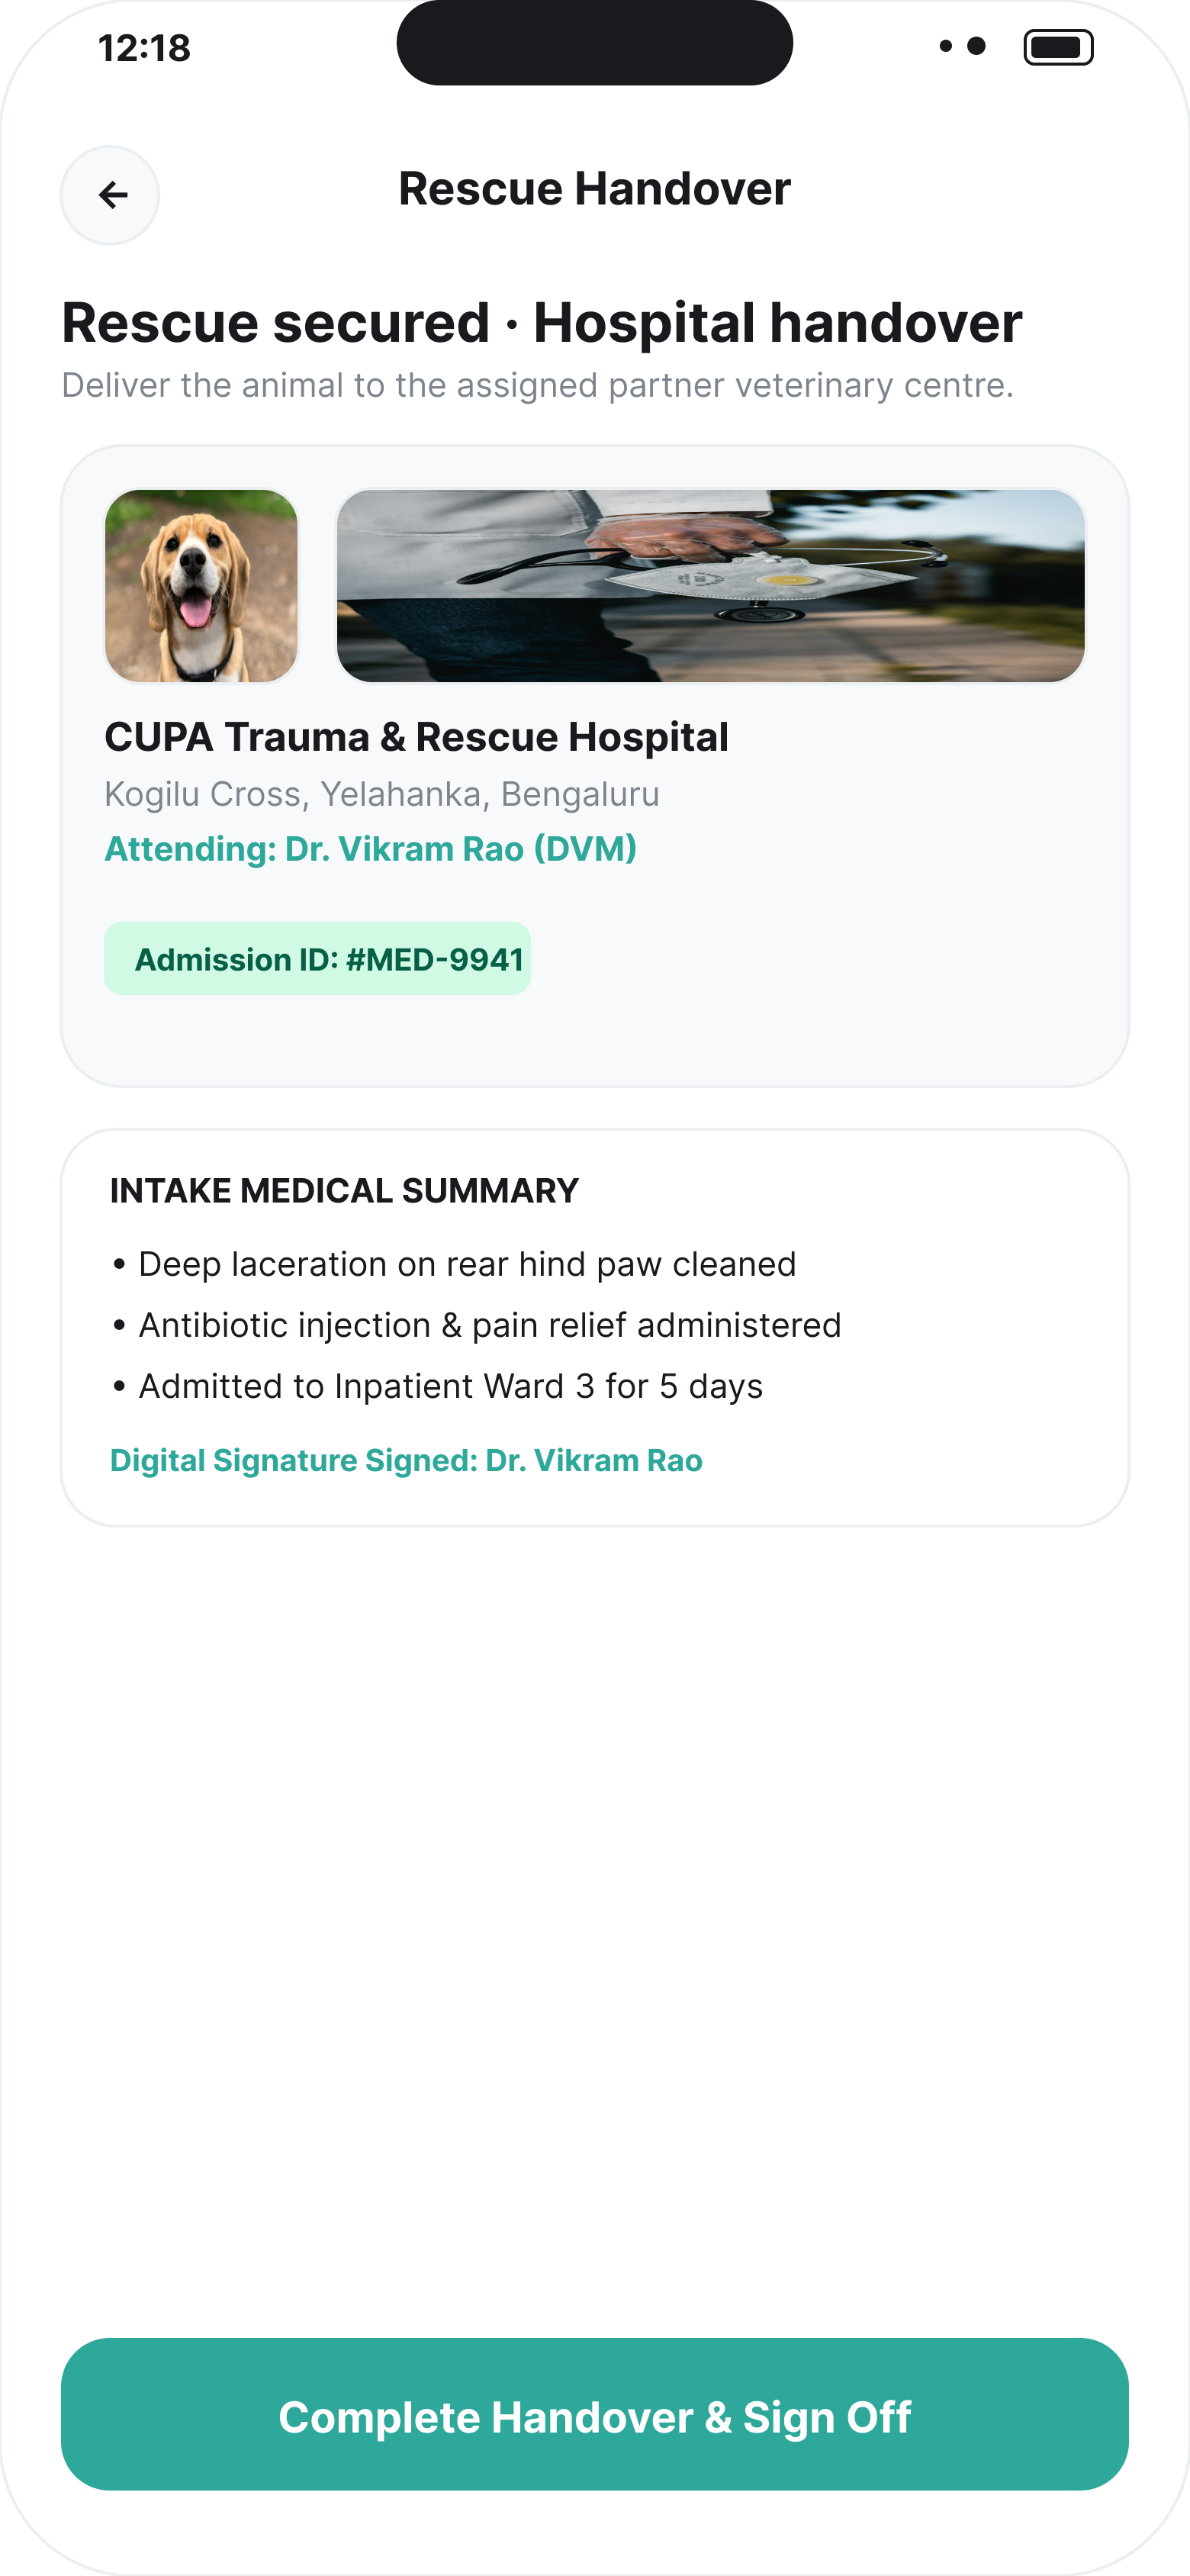 12:18
Rescue Handover
Rescue secured · Hospital handover
Deliver the animal to the assigned partner veterinary centre.
CUPA Trauma & Rescue Hospital
Kogilu Cross, Yelahanka, Bengaluru
Attending: Dr. Vikram Rao (DVM)
Admission ID: #MED-9941
INTAKE MEDICAL SUMMARY
• Deep laceration on rear hind paw cleaned
• Antibiotic injection & pain relief administered
• Admitted to Inpatient Ward 3 for 5 days
Digital Signature Signed: Dr. Vikram Rao
Complete Handover & Sign Off